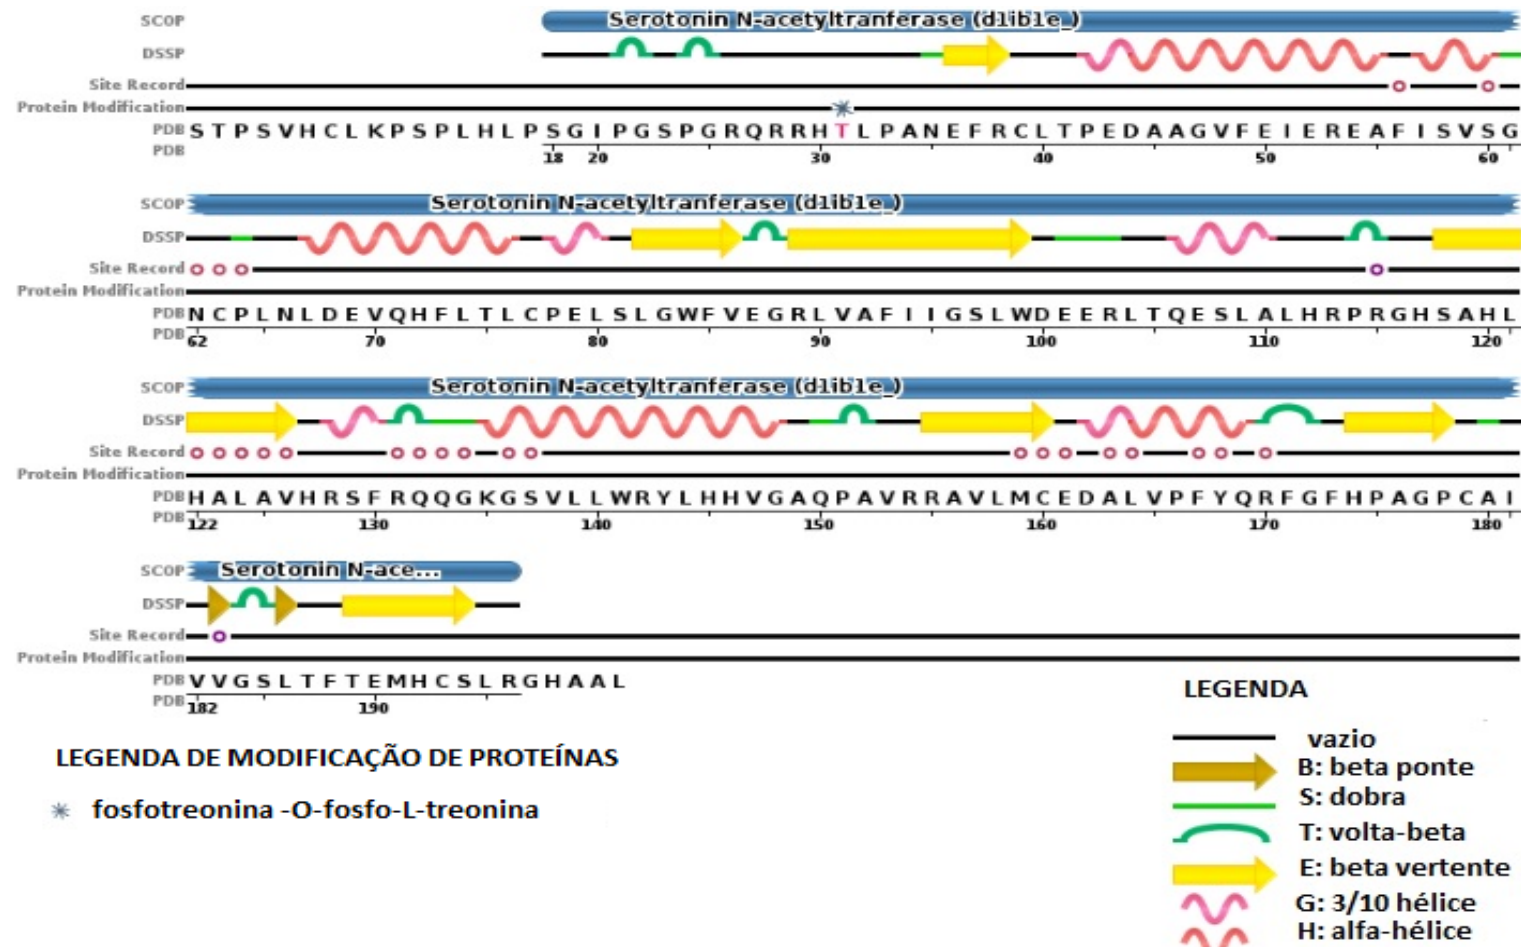 SCOP Serotonin N-acetyltranferase (d1ib1e_)
DSSP
Site Record
Protein Modification
PDB STPSVHCLKPSPLHLPSGIPGSPGRQRRHTLPANEFRCLTPEDAAGVFEIEREAFISVSG
PDB 18 20 30 40 50 60
SCOP Serotonin N-acetyltranferase (d1ib1e_)
DSSP
Site Record
Protein Modification
PDB NCPLNLDEVQHFLTLCPELSLGWFVEGRLVAFIIGSLWDEERLTQESLALHRPRGHSAHL
PDB 62 70 80 90 100 110 120
SCOP Serotonin N-acetyltranferase (d1ib1e_)
DSSP
Site Record
Protein Modification
PDB HALAVHRSFRQQGKGSVLLWRYLHHVGAQPAVRRAVLMCEDALVPFYQRFGFHPAGPCAI
PDB 122 130 140 150 160 170 180
SCOP Serotonin N-ace...
DSSP
Site Record
Protein Modification
PDB VVGSLTFTEMHCSLRGHAAL
PDB 182 190
LEGENDA DE MODIFICAÇÃO DE PROTEÍNAS
fosfotreonina -O-fosfo-L-treonina
LEGENDA
vazio
B: beta ponte
S: dobra
T: volta-beta
E: beta vertente
G: 3/10 hélice
H: alfa-hélice